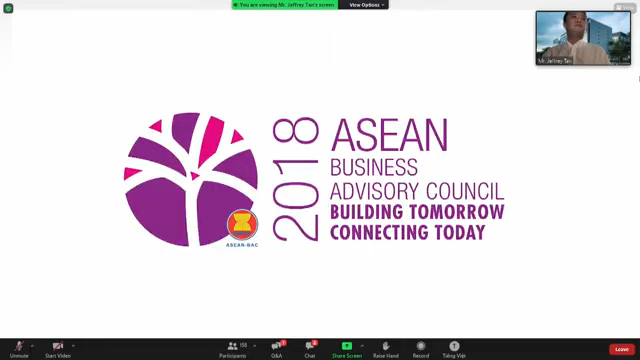 You are viewing Mr. Jeffrey Tan's screen
View Options
View
Mr. Jeffrey Tan
2018
ASEAN
BUSINESS
ADVISORY COUNCIL
BUILDING TOMORROW
CONNECTING TODAY
ASEAN-BAC
Unmute
Start Video
Participants
Q&A
Chat
Share Screen
Raise Hand
Record
Tiếng Việt
Leave